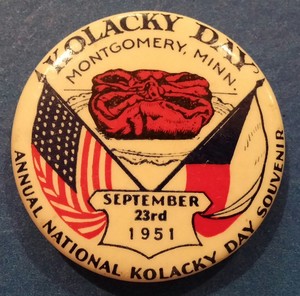 KOLACKY DAY
MONTGOMERY, MINN.
SEPTEMBER
23rd
1951
ANNUAL NATIONAL KOLACKY DAY SOUVENIR